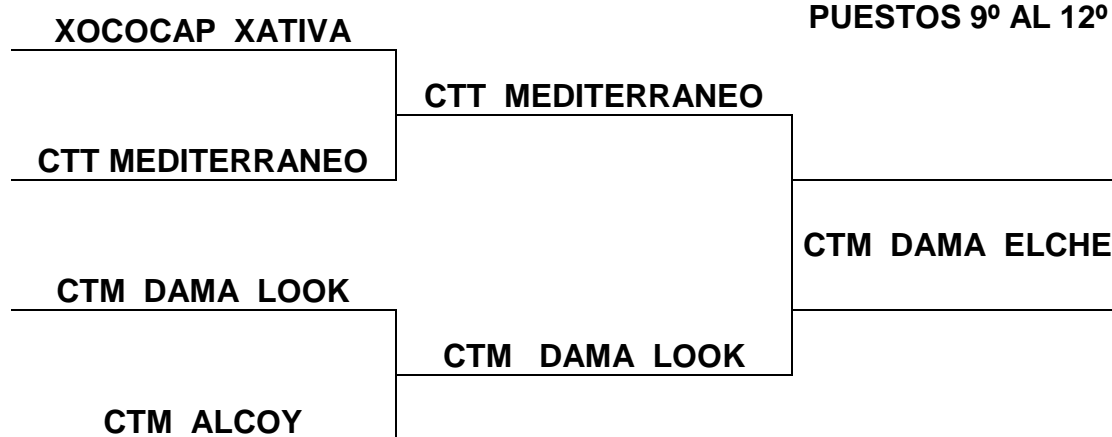 PUESTOS 9º AL 12º
XOCOCAP XATIVA
CTT MEDITERRANEO
CTT MEDITERRANEO
CTM DAMA ELCHE
CTM DAMA LOOK
CTM DAMA LOOK
CTM ALCOY